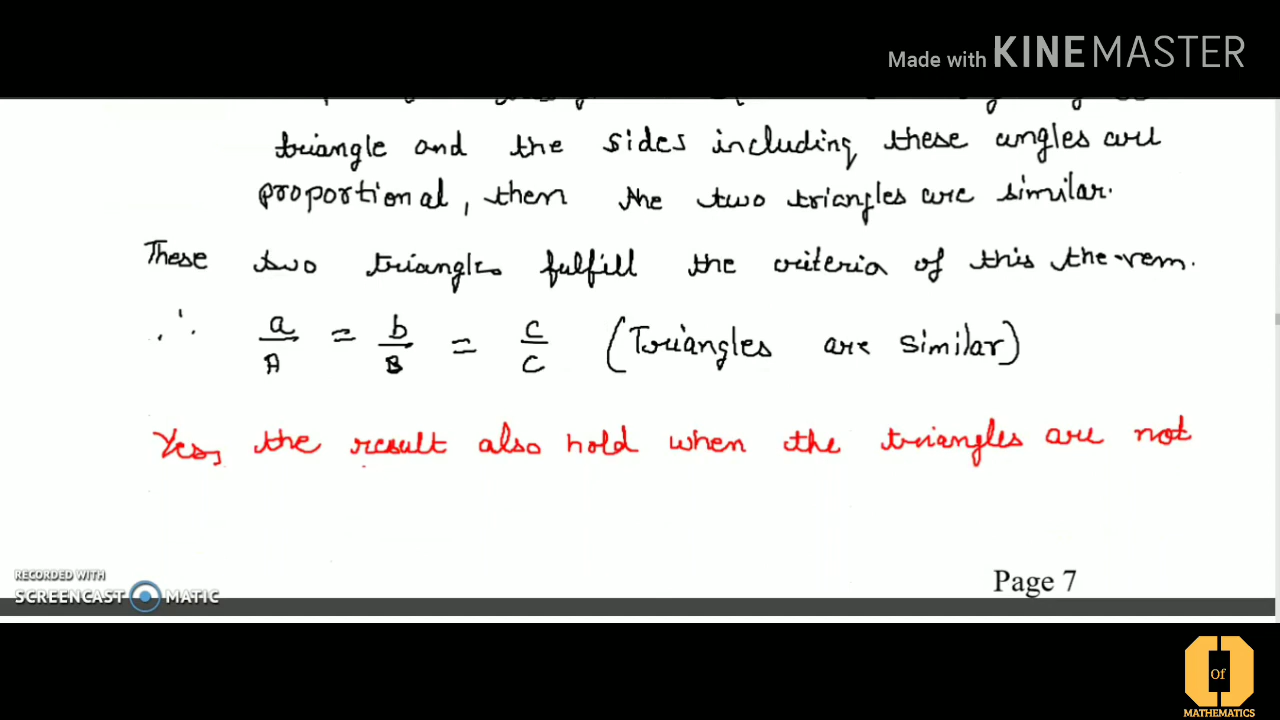 Made with KINEMASTER
triangle and the sides including these angles are
proportional, then the two triangles are similar.
These two triangles fulfill the criteria of this theorem.
∴ a/A = b/B = c/C (Triangles are similar)
Yes, the result also hold when the triangles are not
Page 7
RECORDED WITH
SCREENCAST MATIC
Of
MATHEMATICS